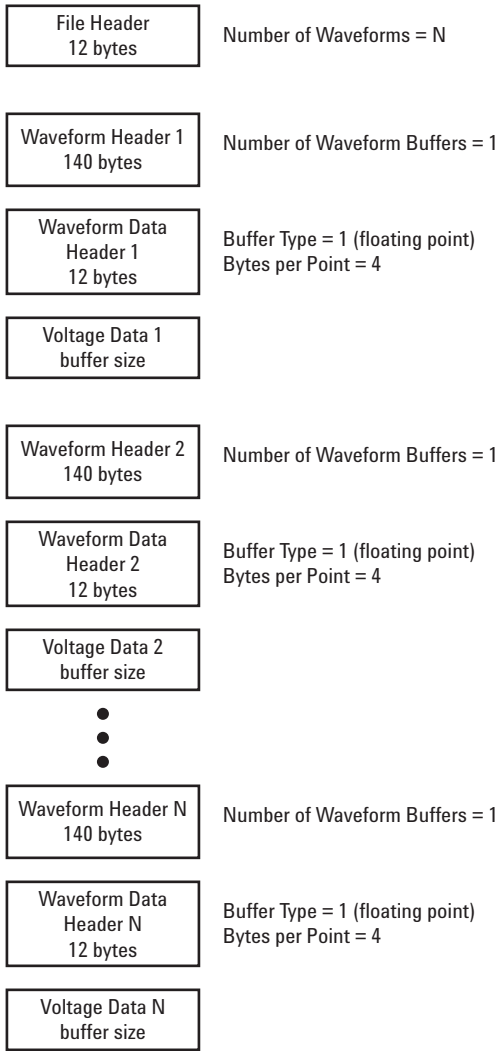 File Header
12 bytes
Number of Waveforms = N
Waveform Header 1
140 bytes
Number of Waveform Buffers = 1
Waveform Data
Header 1
12 bytes
Buffer Type = 1 (floating point)
Bytes per Point = 4
Voltage Data 1
buffer size
Waveform Header 2
140 bytes
Number of Waveform Buffers = 1
Waveform Data
Header 2
12 bytes
Buffer Type = 1 (floating point)
Bytes per Point = 4
Voltage Data 2
buffer size
Waveform Header N
140 bytes
Number of Waveform Buffers = 1
Waveform Data
Header N
12 bytes
Buffer Type = 1 (floating point)
Bytes per Point = 4
Voltage Data N
buffer size